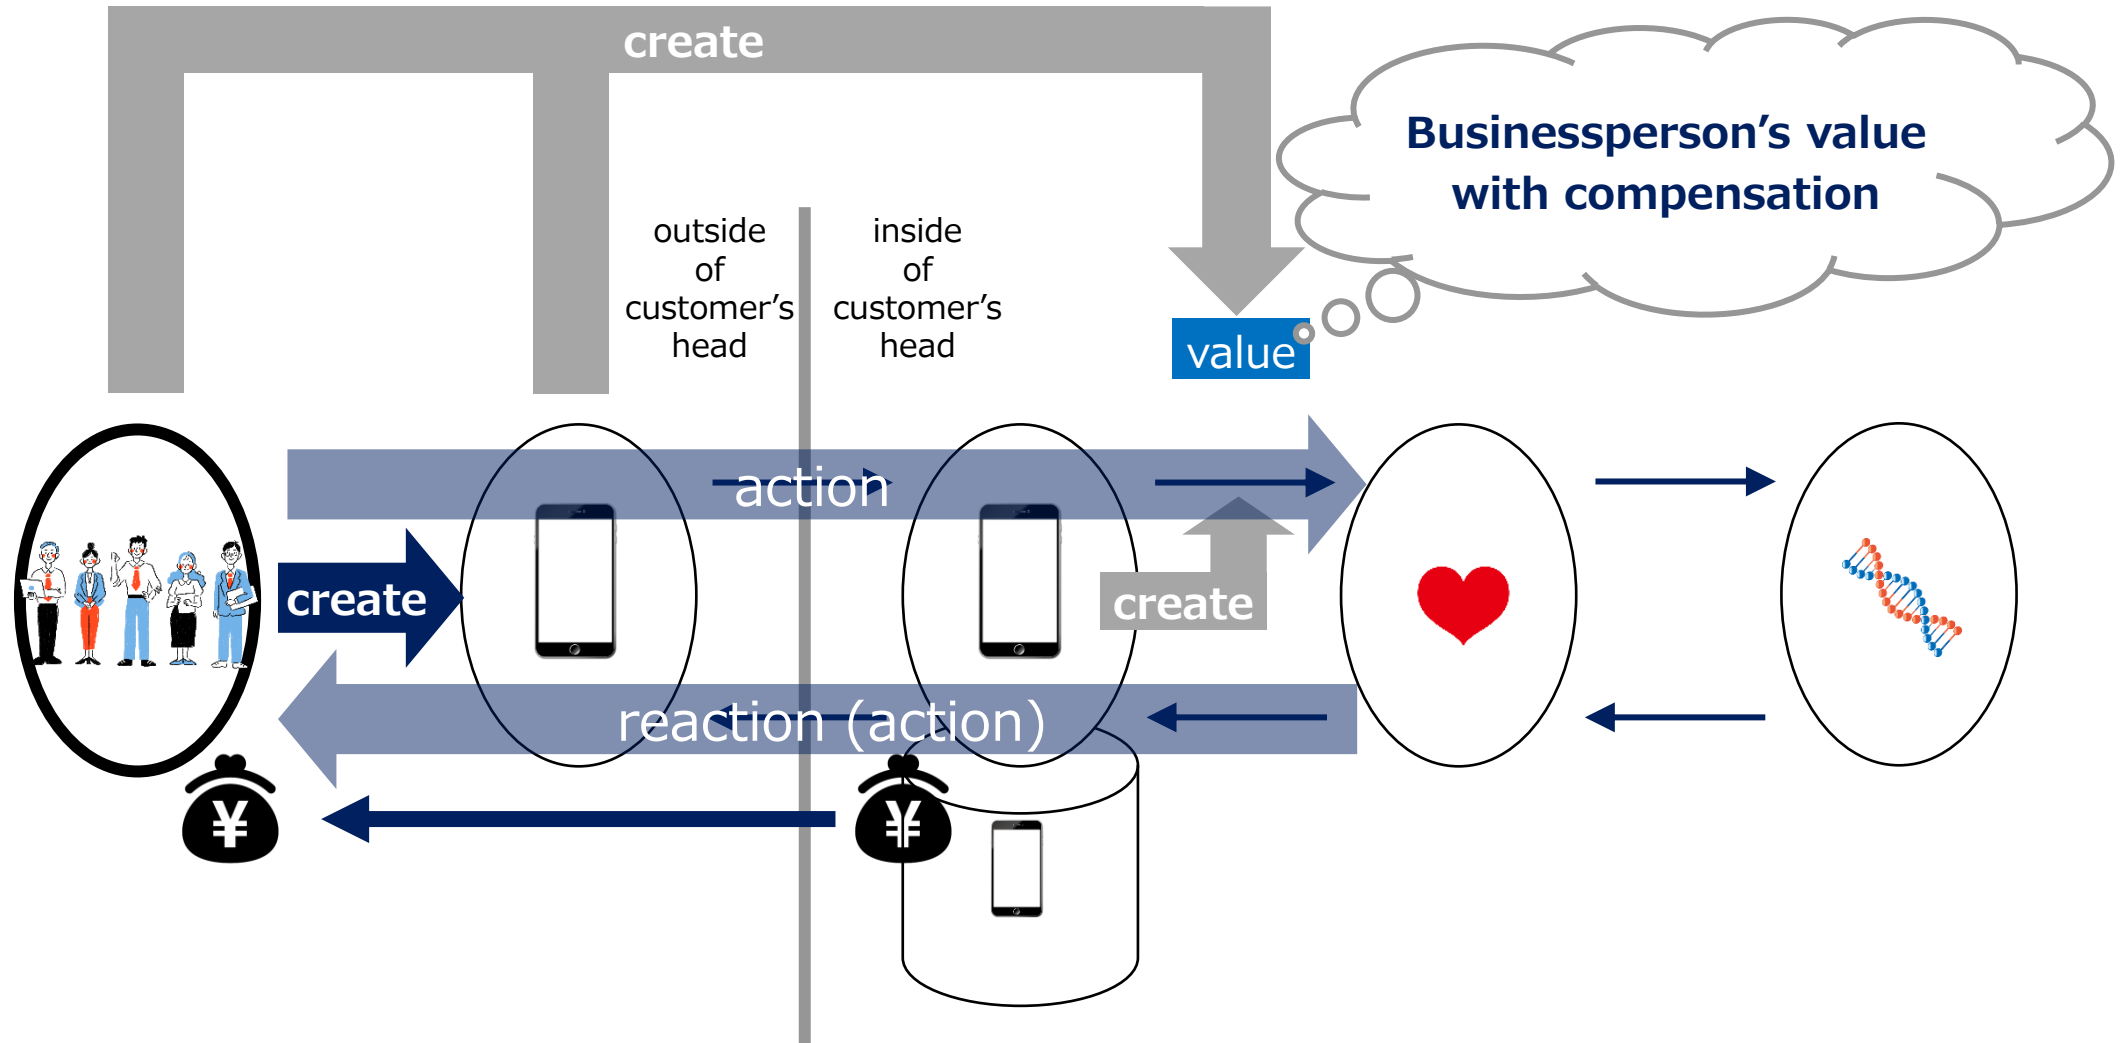 create
Businessperson’s value
with compensation
outside
of
customer’s
head
inside
of
customer’s
head
value
action
create
create
reaction (action)
¥
¥